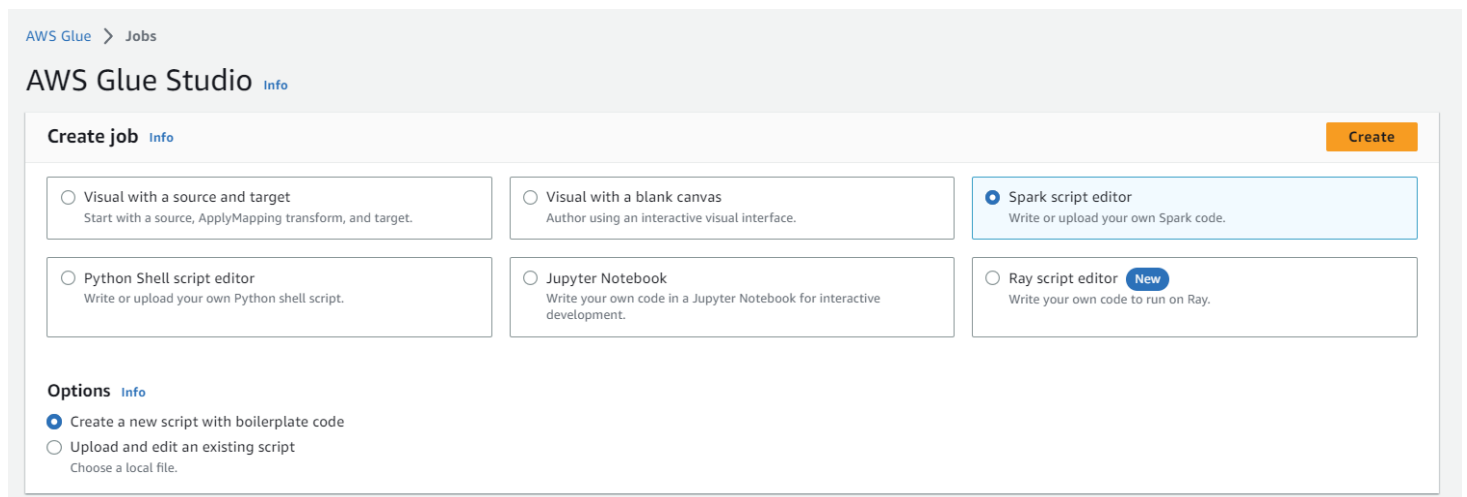 AWS Glue > Jobs
AWS Glue Studio Info
Create job Info
Create
Visual with a source and target
Start with a source, ApplyMapping transform, and target.
Visual with a blank canvas
Author using an interactive visual interface.
Spark script editor
Write or upload your own Spark code.
Python Shell script editor
Write or upload your own Python shell script.
Jupyter Notebook
Write your own code in a Jupyter Notebook for interactive
development.
Ray script editor New
Write your own code to run on Ray.
Options Info
Create a new script with boilerplate code
Upload and edit an existing script
Choose a local file.